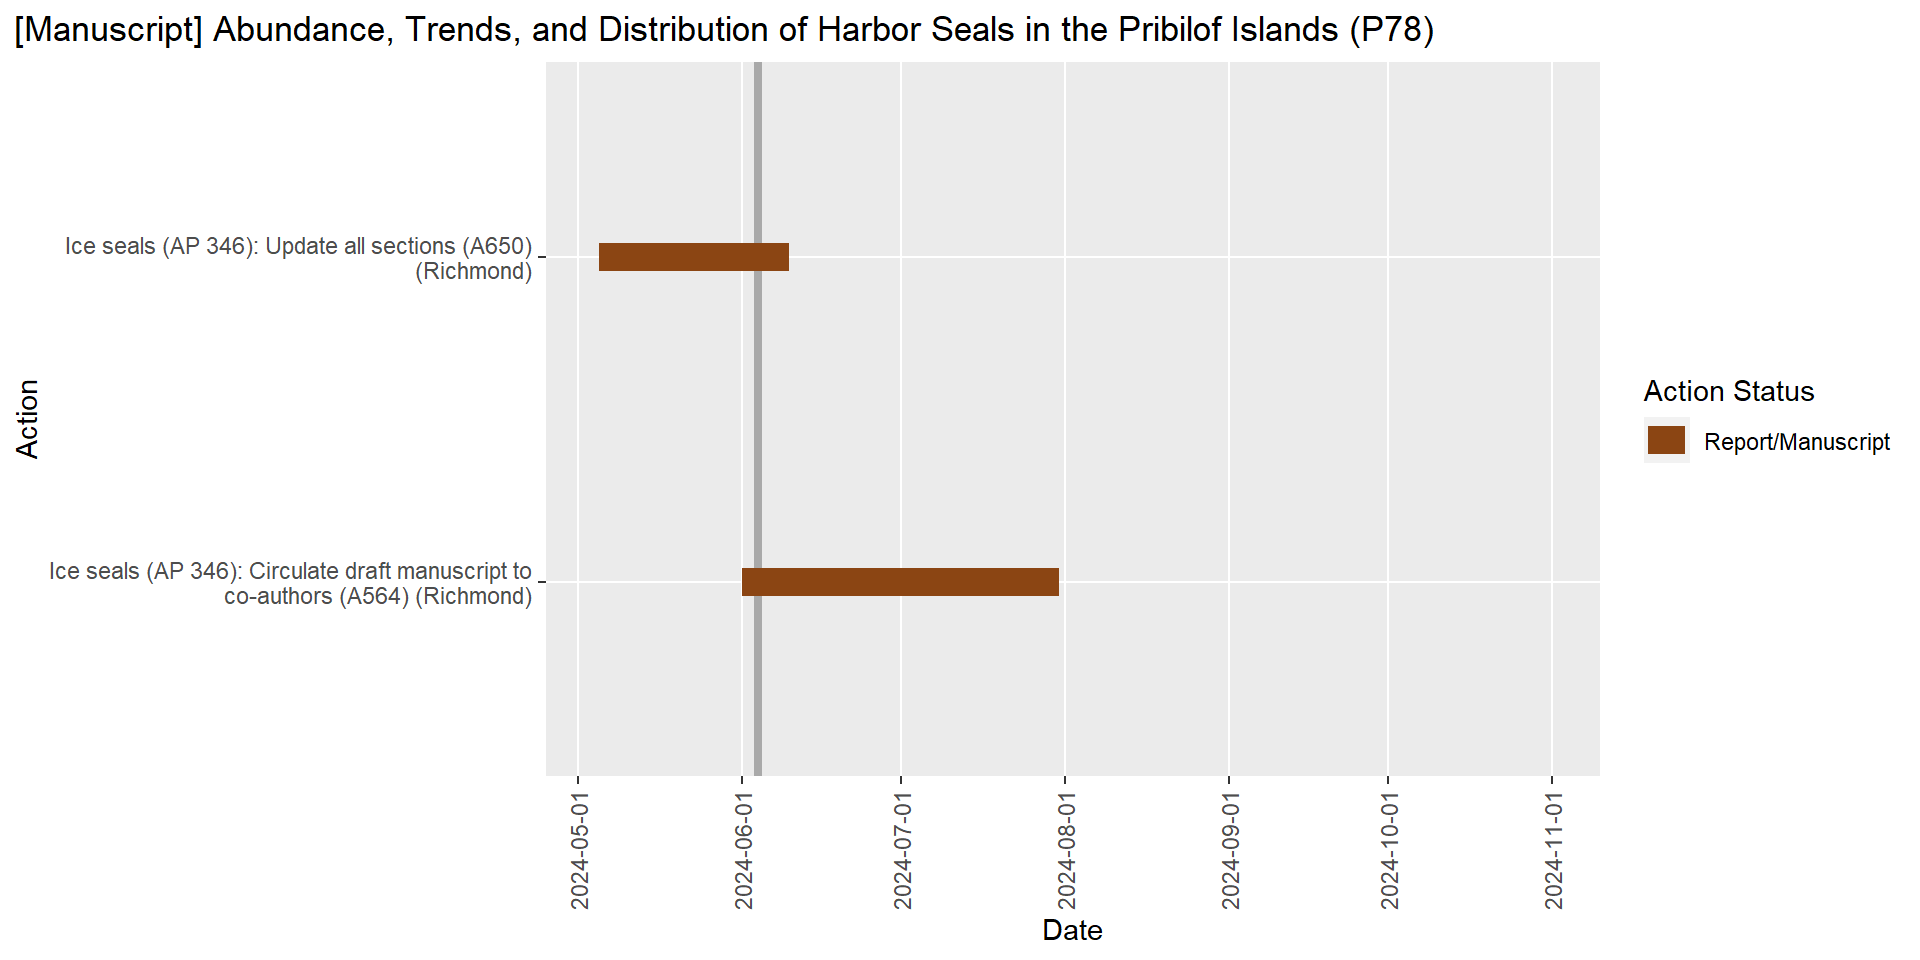 [Manuscript] Abundance, Trends, and Distribution of Harbor Seals in the Pribilof Islands (P78)
Action
Ice seals (AP 346): Update all sections (A650)
(Richmond)
Ice seals (AP 346): Circulate draft manuscript to
co-authors (A564) (Richmond)
2024-05-01
2024-06-01
2024-07-01
2024-08-01
2024-09-01
2024-10-01
2024-11-01
Date
Action Status
Report/Manuscript